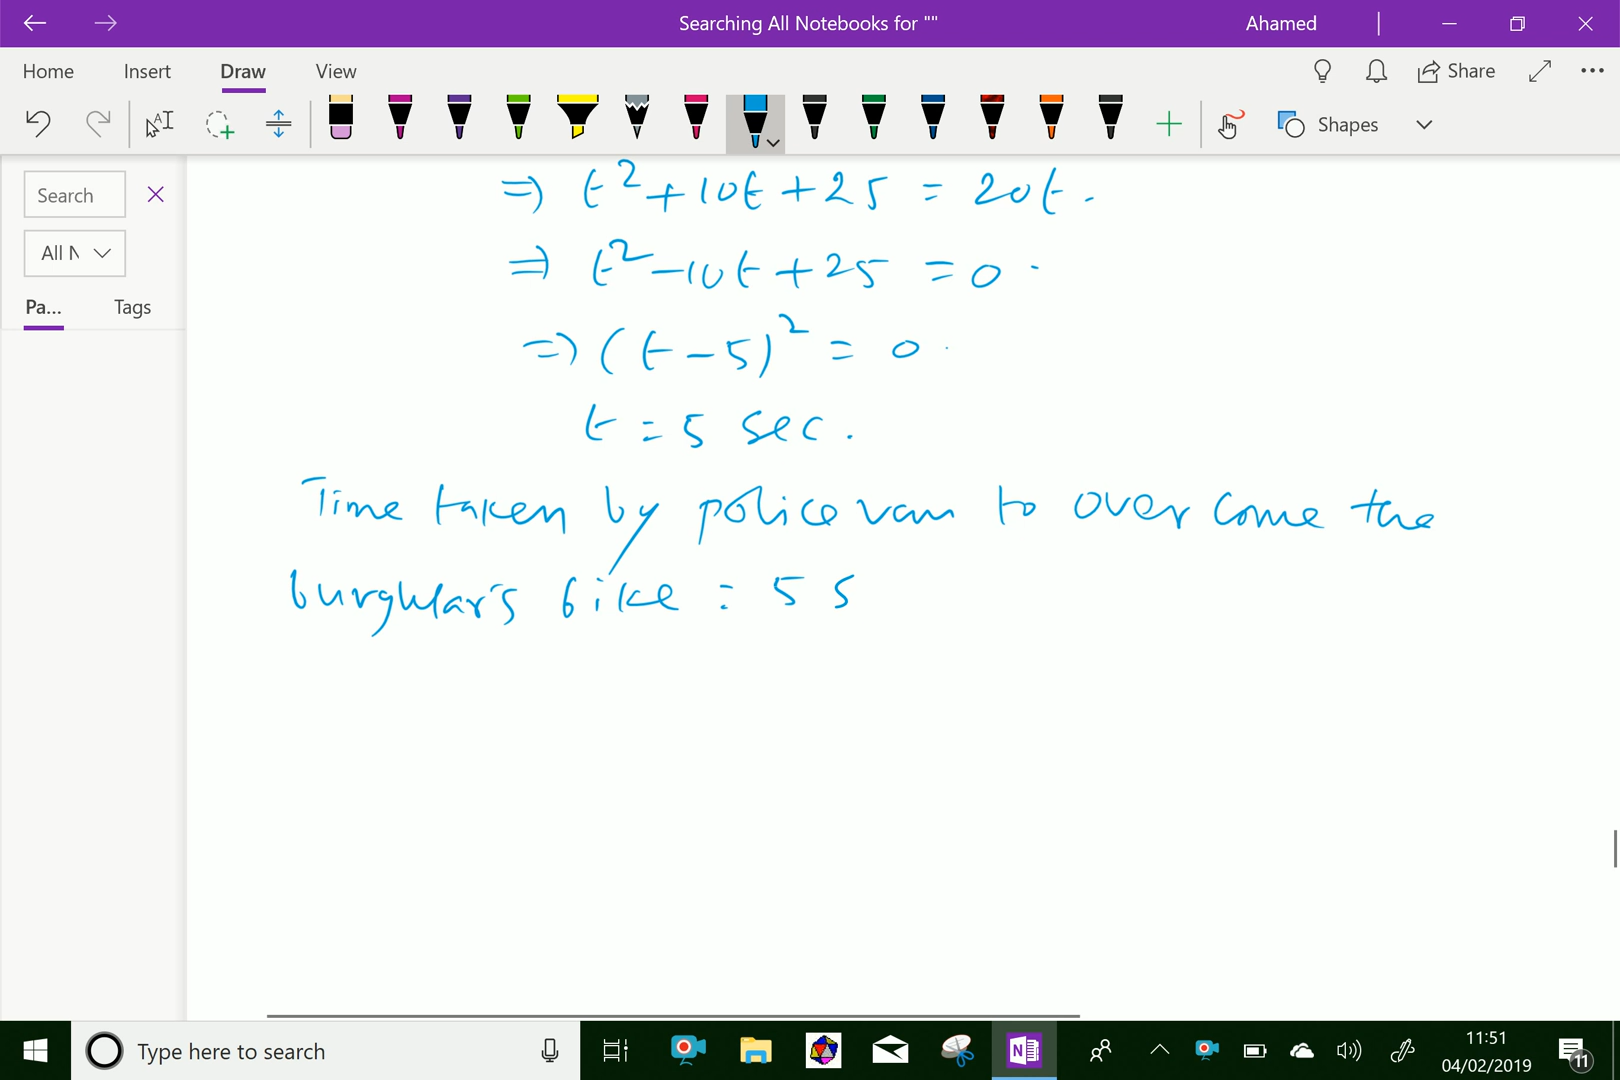 Searching All Notebooks for ""
Ahamed
Home Insert Draw View
Share
Shapes
Search
All N
Pa... Tags
⇒ t² + 10t + 25 = 20t.
⇒ t² - 10t + 25 = 0.
⇒ (t - 5)² = 0.
t = 5 sec.
Time taken by police van to over come the
burghlar's bike = 5 s
Type here to search
11:51
04/02/2019
11